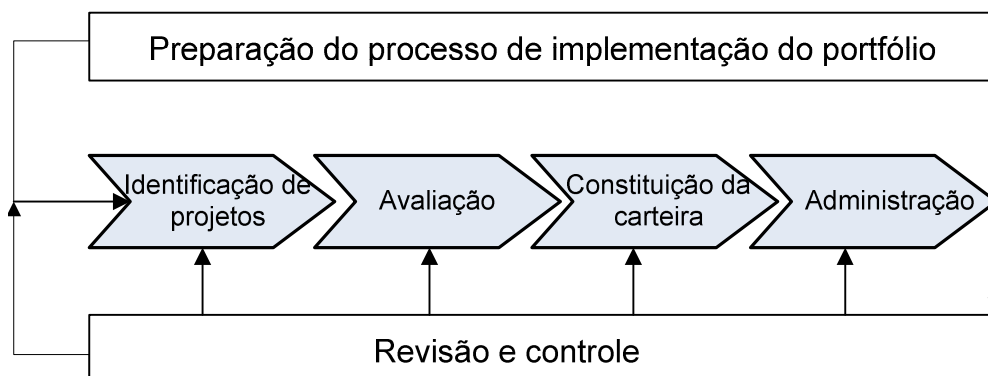 Preparação do processo de implementação do portfólio
Identificação de
projetos
Avaliação
Constituição da
carteira
Administração
Revisão e controle